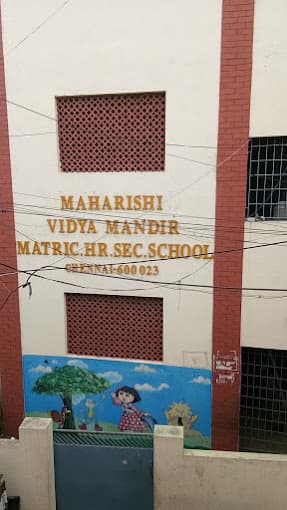 MAHARISHI
VIDYA MANDIR
MATRIC.HR.SEC.SCHOOL
CHENNAI-600 023